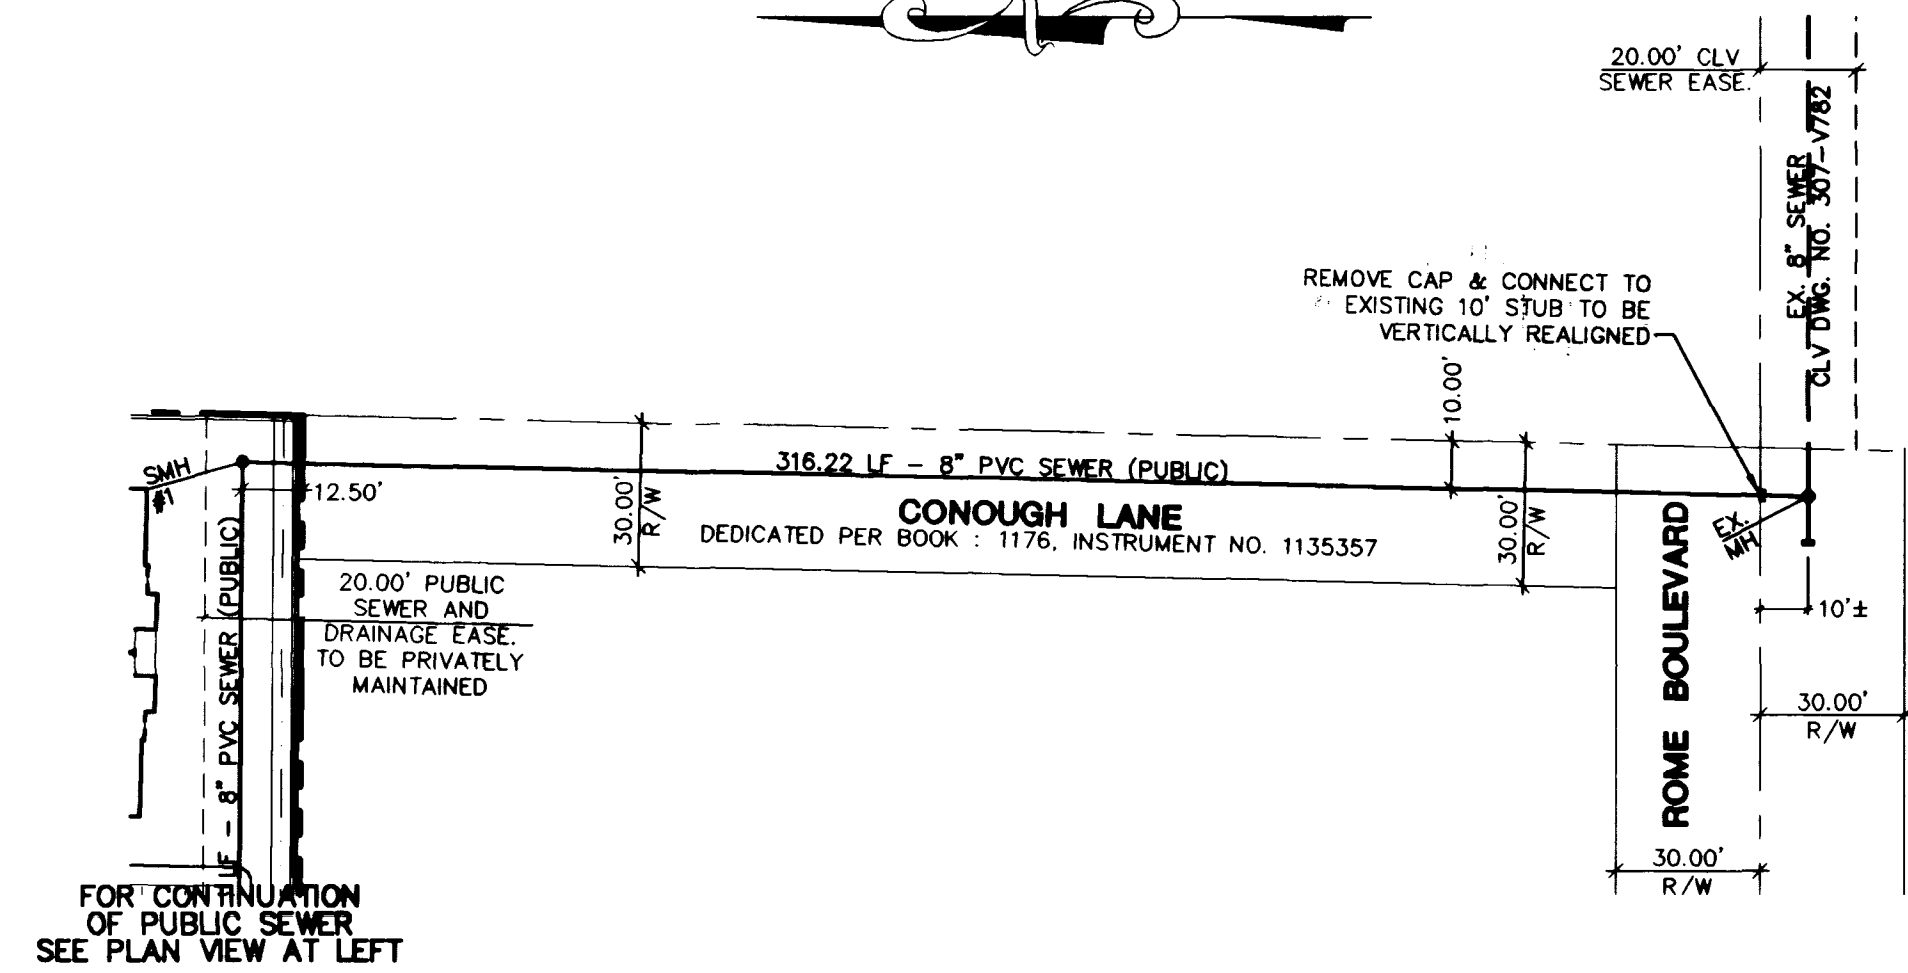 20.00' CLV
SEWER EASE.
EX. 8" SEWER
CLV DWG. NO. 307-V782
REMOVE CAP & CONNECT TO
EXISTING 10' STUB TO BE
VERTICALLY REALIGNED
10.00'
SMH
#1
316.22 LF - 8" PVC SEWER (PUBLIC)
12.50'
30.00'
R/W
CONOUGH LANE
DEDICATED PER BOOK : 1176, INSTRUMENT NO. 1135357
30.00'
R/W
EX.
MH
ROME BOULEVARD
10'±
20.00' PUBLIC
SEWER AND
DRAINAGE EASE.
TO BE PRIVATELY
MAINTAINED
LF - 8" PVC SEWER (PUBLIC)
30.00'
R/W
30.00'
R/W
FOR CONTINUATION
OF PUBLIC SEWER
SEE PLAN VIEW AT LEFT